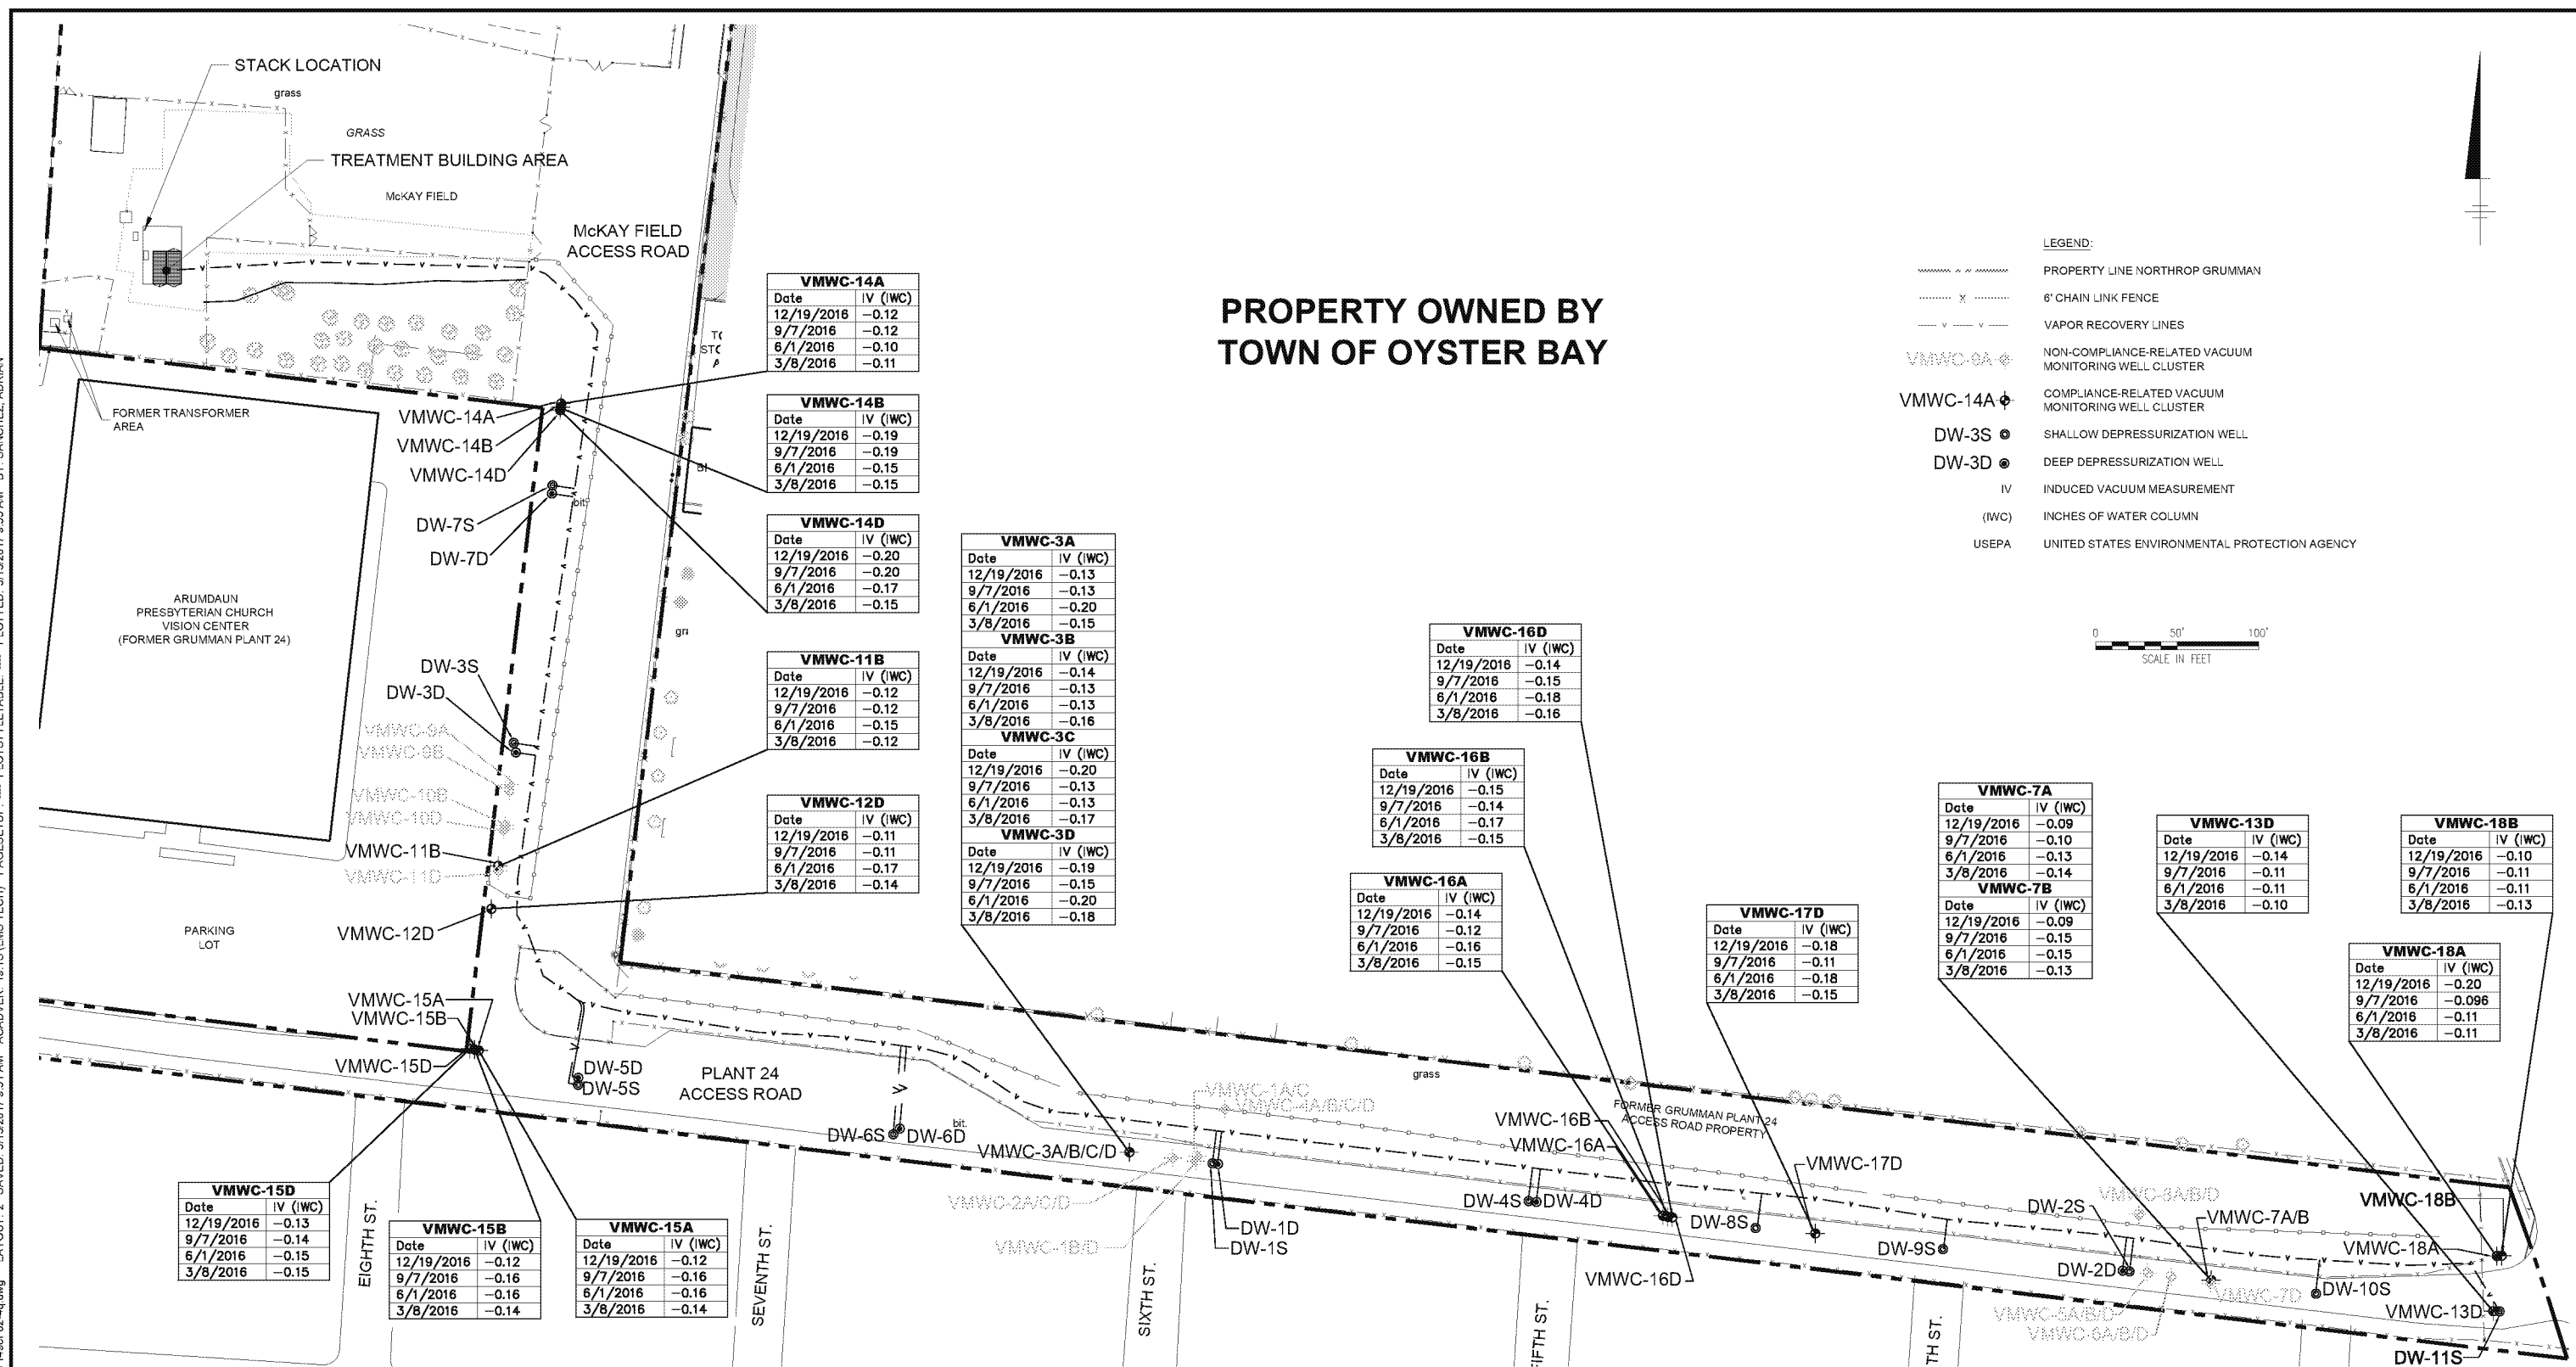 STACK LOCATION
grass
GRASS
TREATMENT BUILDING AREA
McKAY FIELD
McKAY FIELD
ACCESS ROAD
FORMER TRANSFORMER
AREA
ARUMDAUN
PRESBYTERIAN CHURCH
VISION CENTER
(FORMER GRUMMAN PLANT 24)
PARKING
LOT
PROPERTY OWNED BY
TOWN OF OYSTER BAY
LEGEND:
PROPERTY LINE NORTHROP GRUMMAN
X 6' CHAIN LINK FENCE
V V VAPOR RECOVERY LINES
VMWC-9A NON-COMPLIANCE-RELATED VACUUM
MONITORING WELL CLUSTER
VMWC-14A COMPLIANCE-RELATED VACUUM
MONITORING WELL CLUSTER
DW-3S SHALLOW DEPRESSURIZATION WELL
DW-3D DEEP DEPRESSURIZATION WELL
IV INDUCED VACUUM MEASUREMENT
(IWC) INCHES OF WATER COLUMN
USEPA UNITED STATES ENVIRONMENTAL PROTECTION AGENCY
0 50' 100'
SCALE IN FEET
VMWC-14A
Date IV (IWC)
12/19/2016 -0.12
9/7/2016 -0.12
6/1/2016 -0.10
3/8/2016 -0.11
VMWC-14B
Date IV (IWC)
12/19/2016 -0.19
9/7/2016 -0.19
6/1/2016 -0.15
3/8/2016 -0.15
VMWC-14D
Date IV (IWC)
12/19/2016 -0.20
9/7/2016 -0.20
6/1/2016 -0.17
3/8/2016 -0.15
VMWC-11B
Date IV (IWC)
12/19/2016 -0.12
9/7/2016 -0.12
6/1/2016 -0.15
3/8/2016 -0.12
VMWC-12D
Date IV (IWC)
12/19/2016 -0.11
9/7/2016 -0.11
6/1/2016 -0.17
3/8/2016 -0.14
VMWC-3A
Date IV (IWC)
12/19/2016 -0.13
9/7/2016 -0.13
6/1/2016 -0.20
3/8/2016 -0.15
VMWC-3B
Date IV (IWC)
12/19/2016 -0.14
9/7/2016 -0.13
6/1/2016 -0.13
3/8/2016 -0.16
VMWC-3C
Date IV (IWC)
12/19/2016 -0.20
9/7/2016 -0.13
6/1/2016 -0.13
3/8/2016 -0.17
VMWC-3D
Date IV (IWC)
12/19/2016 -0.19
9/7/2016 -0.15
6/1/2016 -0.20
3/8/2016 -0.18
VMWC-16D
Date IV (IWC)
12/19/2016 -0.14
9/7/2016 -0.15
6/1/2016 -0.18
3/8/2016 -0.16
VMWC-16B
Date IV (IWC)
12/19/2016 -0.15
9/7/2016 -0.14
6/1/2016 -0.17
3/8/2016 -0.15
VMWC-16A
Date IV (IWC)
12/19/2016 -0.14
9/7/2016 -0.12
6/1/2016 -0.16
3/8/2016 -0.15
VMWC-17D
Date IV (IWC)
12/19/2016 -0.18
9/7/2016 -0.11
6/1/2016 -0.18
3/8/2016 -0.15
VMWC-7A
Date IV (IWC)
12/19/2016 -0.09
9/7/2016 -0.10
6/1/2016 -0.13
3/8/2016 -0.14
VMWC-7B
Date IV (IWC)
12/19/2016 -0.09
9/7/2016 -0.15
6/1/2016 -0.15
3/8/2016 -0.13
VMWC-13D
Date IV (IWC)
12/19/2016 -0.14
9/7/2016 -0.11
6/1/2016 -0.11
3/8/2016 -0.10
VMWC-18B
Date IV (IWC)
12/19/2016 -0.10
9/7/2016 -0.11
6/1/2016 -0.11
3/8/2016 -0.13
VMWC-18A
Date IV (IWC)
12/19/2016 -0.20
9/7/2016 -0.096
6/1/2016 -0.11
3/8/2016 -0.11
VMWC-15D
Date IV (IWC)
12/19/2016 -0.13
9/7/2016 -0.14
6/1/2016 -0.15
3/8/2016 -0.15
VMWC-15B
Date IV (IWC)
12/19/2016 -0.12
9/7/2016 -0.16
6/1/2016 -0.16
3/8/2016 -0.14
VMWC-15A
Date IV (IWC)
12/19/2016 -0.12
9/7/2016 -0.16
6/1/2016 -0.16
3/8/2016 -0.14
VMWC-14A
VMWC-14B
VMWC-14D
DW-7S
DW-7D
bit.
DW-3S
DW-3D
VMWC-9A
VMWC-9B
VMWC-10B
VMWC-10D
VMWC-11B
VMWC-11D
VMWC-12D
VMWC-15A
VMWC-15B
VMWC-15D
DW-5D
DW-5S
PLANT 24
ACCESS ROAD
DW-6S
DW-6D
bit.
VMWC-3A/B/C/D
VMWC-1A/C
VMWC-4A/B/C/D
VMWC-2A/C/D
VMWC-1B/D
DW-1D
DW-1S
grass
FORMER GRUMMAN PLANT 24
ACCESS ROAD PROPERTY
VMWC-16B
VMWC-16A
DW-4S
DW-4D
VMWC-16D
DW-8S
VMWC-17D
DW-9S
DW-2S
DW-2D
VMWC-8A/B/D
VMWC-7A/B
VMWC-7D
VMWC-5A/B/D
VMWC-6A/B/D
DW-10S
VMWC-18B
VMWC-18A
VMWC-13D
DW-11S
EIGHTH ST.
SEVENTH ST.
SIXTH ST.
FIFTH ST.
TH ST.